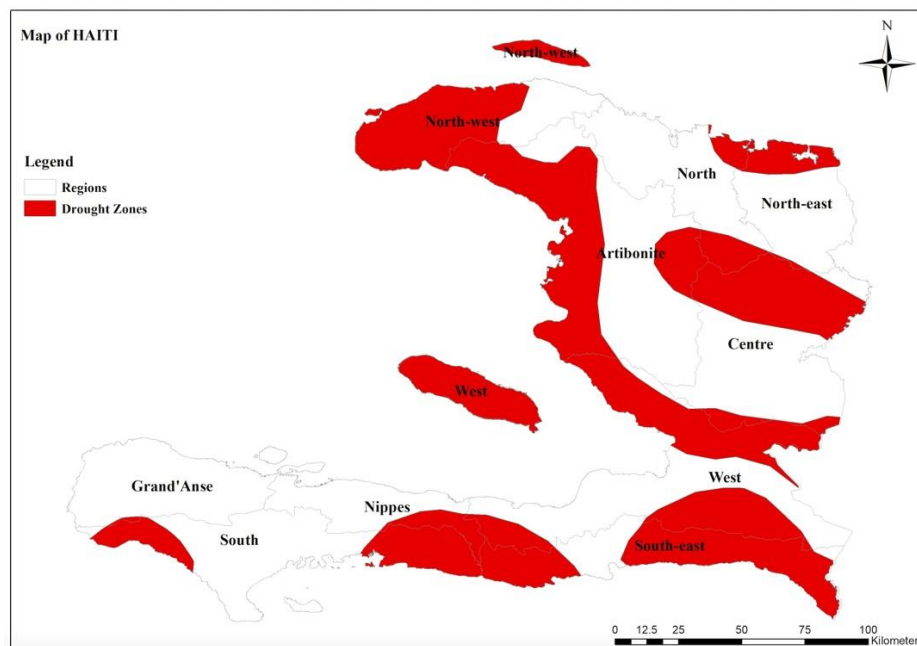 Map of HAITI
N
North-west
North-west
Legend
Regions
Drought Zones
North
North-east
Artibonite
Centre
West
West
Grand'Anse
Nippes
South
South-east
0 12.5 25 50 75 100
Kilometer